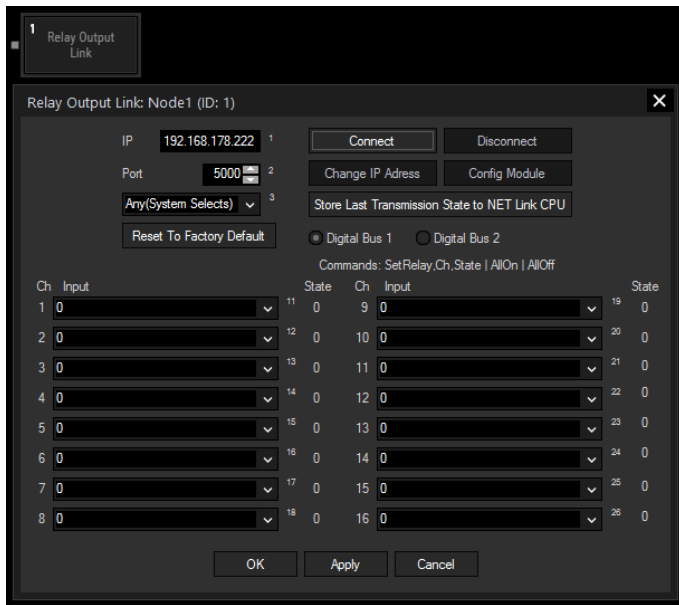 1
Relay Output
Link
Relay Output Link: Node1 (ID: 1)
IP 192.168.178.222 1 Connect Disconnect
Port 5000 2 Change IP Adress Config Module
Any(System Selects) 3 Store Last Transmission State to NET Link CPU
Reset To Factory Default Digital Bus 1 Digital Bus 2
Commands: SetRelay,Ch,State | AllOn | AllOff
Ch Input State Ch Input State
1 0 11 0 9 0 19 0
2 0 12 0 10 0 20 0
3 0 13 0 11 0 21 0
4 0 14 0 12 0 22 0
5 0 15 0 13 0 23 0
6 0 16 0 14 0 24 0
7 0 17 0 15 0 25 0
8 0 18 0 16 0 26 0
OK Apply Cancel